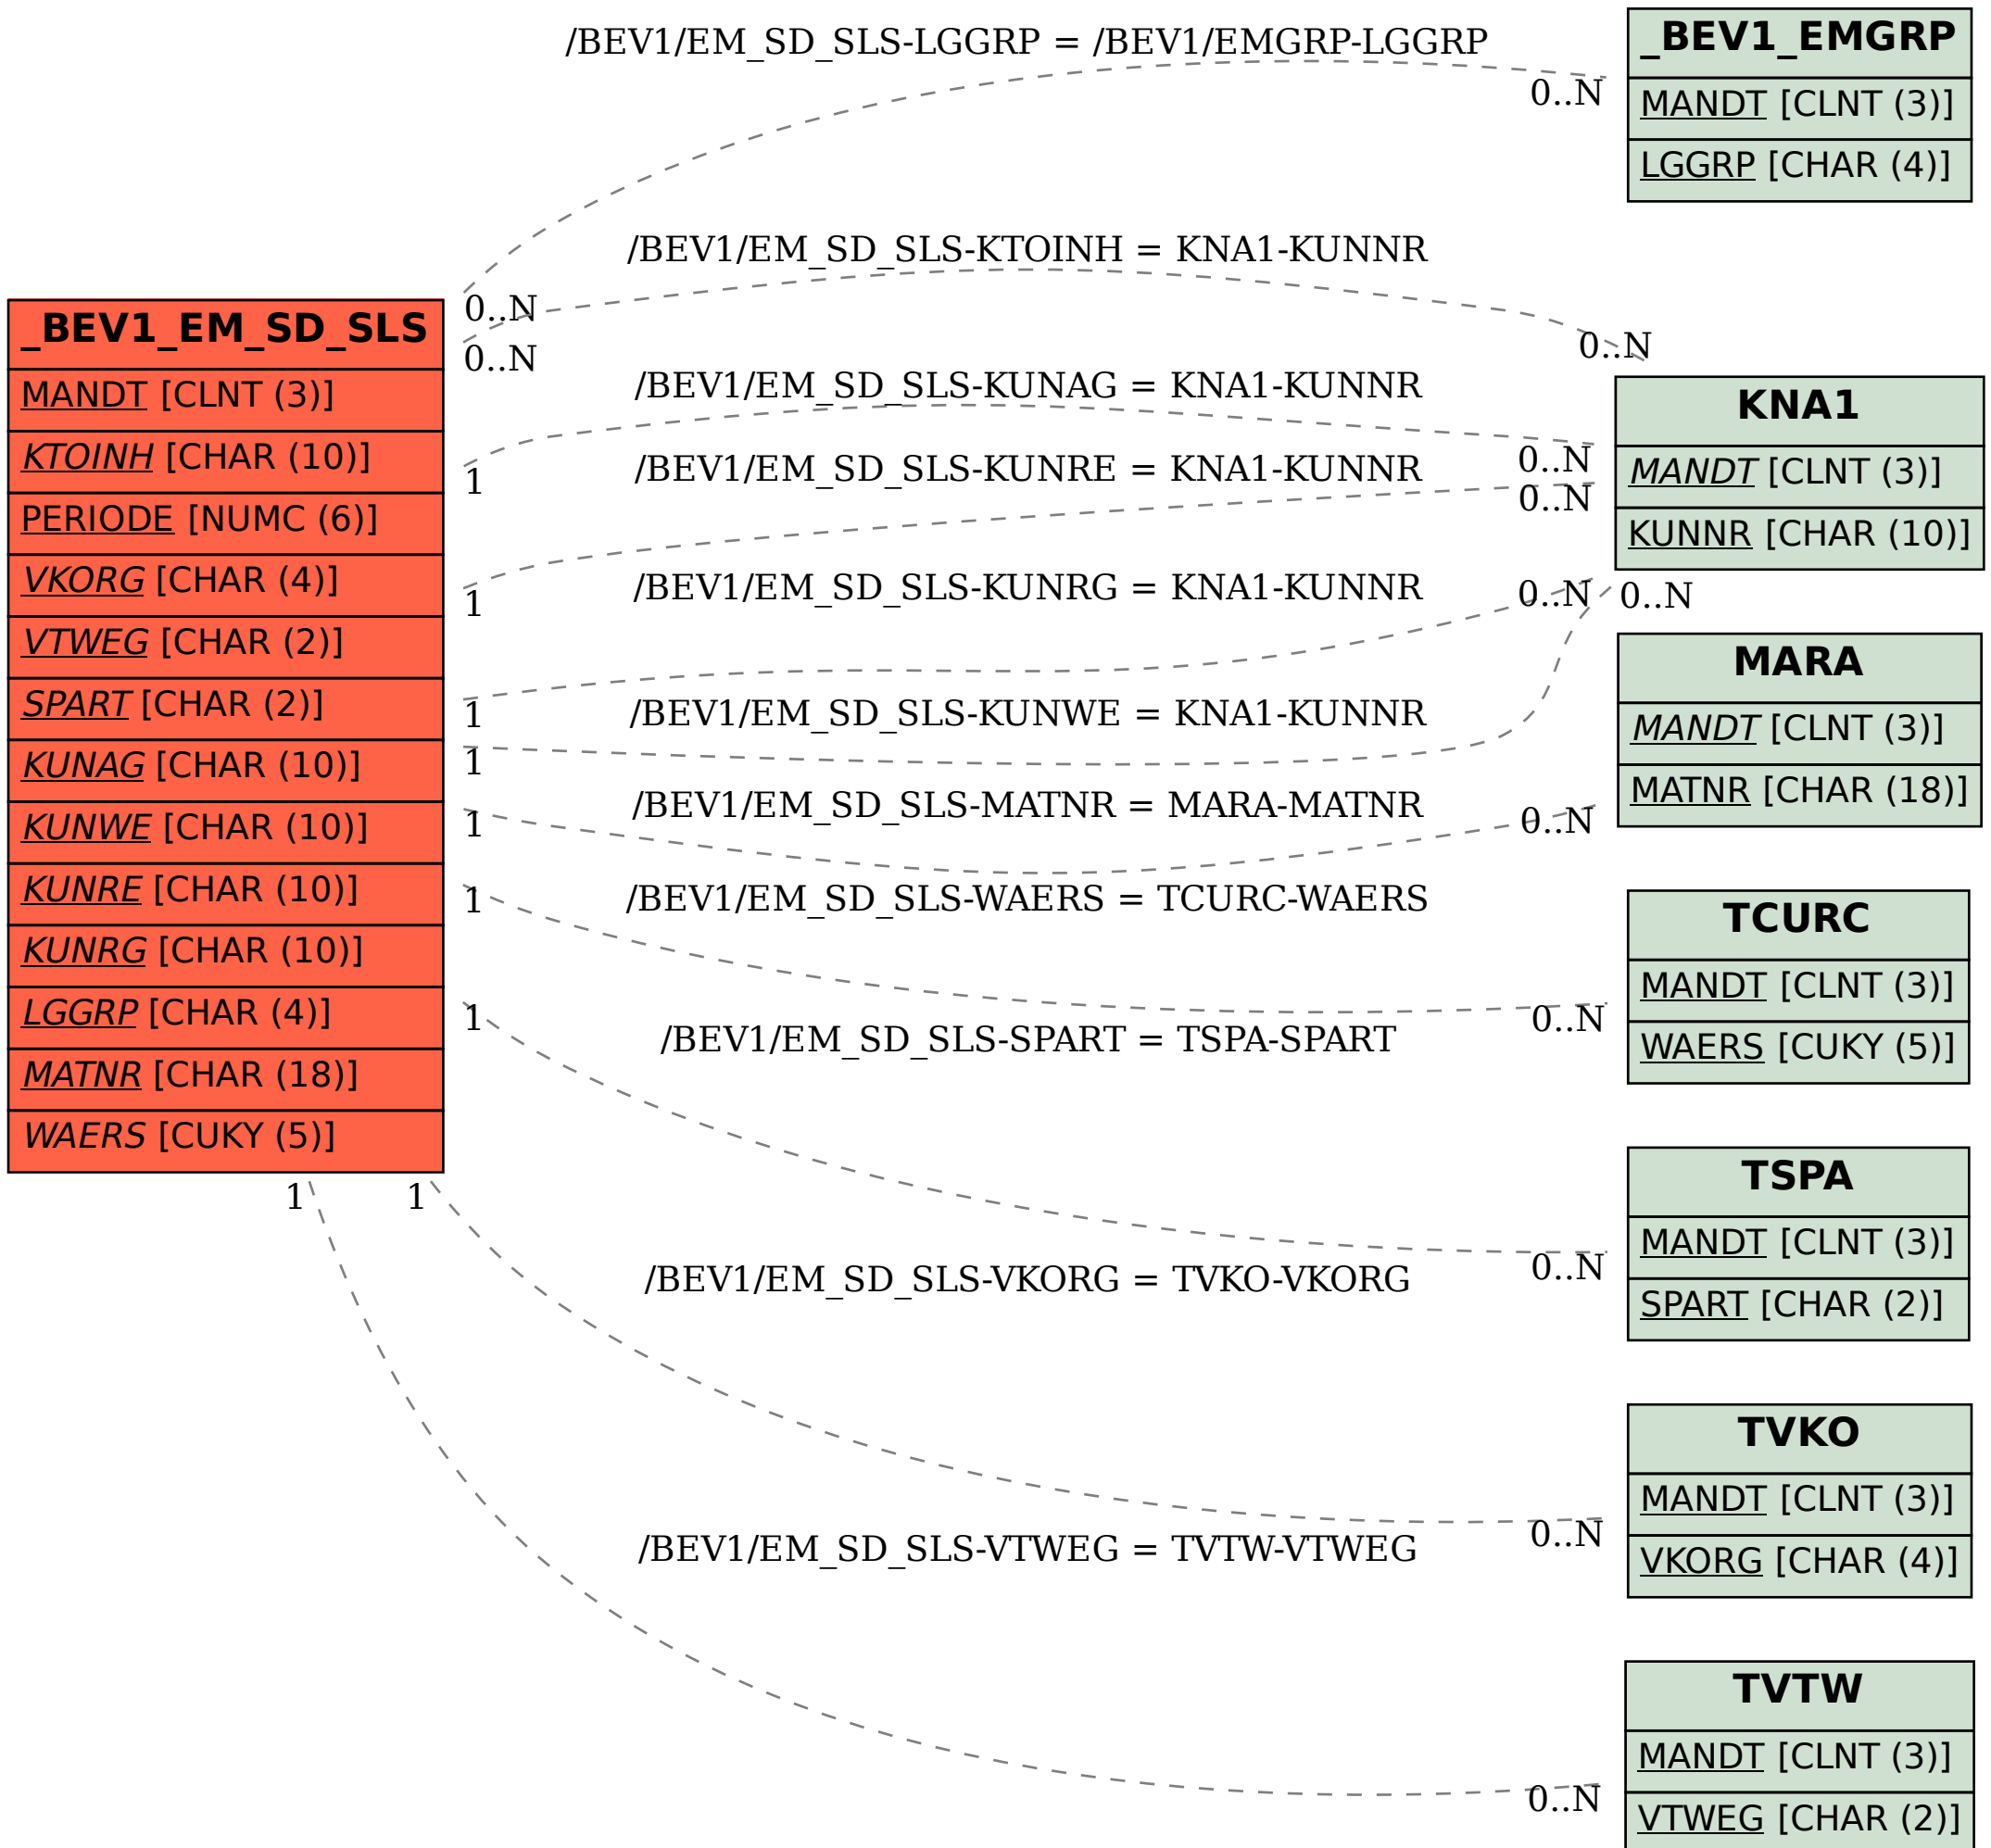 _BEV1_EM_SD_SLS
MANDT [CLNT (3)]
KTOINH [CHAR (10)]
PERIODE [NUMC (6)]
VKORG [CHAR (4)]
VTWEG [CHAR (2)]
SPART [CHAR (2)]
KUNAG [CHAR (10)]
KUNWE [CHAR (10)]
KUNRE [CHAR (10)]
KUNRG [CHAR (10)]
LGGRP [CHAR (4)]
MATNR [CHAR (18)]
WAERS [CUKY (5)]
/BEV1/EM_SD_SLS-LGGRP = /BEV1/EMGRP-LGGRP
0..N
0..N
/BEV1/EM_SD_SLS-KTOINH = KNA1-KUNNR
0..N
0..N
/BEV1/EM_SD_SLS-KUNAG = KNA1-KUNNR
0..N
1
/BEV1/EM_SD_SLS-KUNRE = KNA1-KUNNR
0..N
1
/BEV1/EM_SD_SLS-KUNRG = KNA1-KUNNR
0..N
1
/BEV1/EM_SD_SLS-KUNWE = KNA1-KUNNR
0..N
1
/BEV1/EM_SD_SLS-MATNR = MARA-MATNR
0..N
1
/BEV1/EM_SD_SLS-WAERS = TCURC-WAERS
0..N
1
/BEV1/EM_SD_SLS-SPART = TSPA-SPART
0..N
1
/BEV1/EM_SD_SLS-VKORG = TVKO-VKORG
0..N
1
/BEV1/EM_SD_SLS-VTWEG = TVTW-VTWEG
0..N
1
_BEV1_EMGRP
MANDT [CLNT (3)]
LGGRP [CHAR (4)]
KNA1
MANDT [CLNT (3)]
KUNNR [CHAR (10)]
MARA
MANDT [CLNT (3)]
MATNR [CHAR (18)]
TCURC
MANDT [CLNT (3)]
WAERS [CUKY (5)]
TSPA
MANDT [CLNT (3)]
SPART [CHAR (2)]
TVKO
MANDT [CLNT (3)]
VKORG [CHAR (4)]
TVTW
MANDT [CLNT (3)]
VTWEG [CHAR (2)]